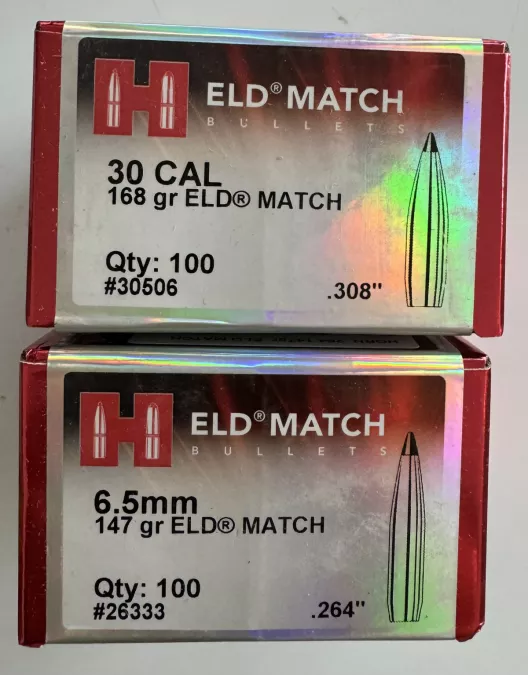 ELD® MATCH
BULLETS
30 CAL
168 gr ELD® MATCH
Qty: 100
#30506
.308"
ELD® MATCH
BULLETS
6.5mm
147 gr ELD® MATCH
Qty: 100
#26333
.264"